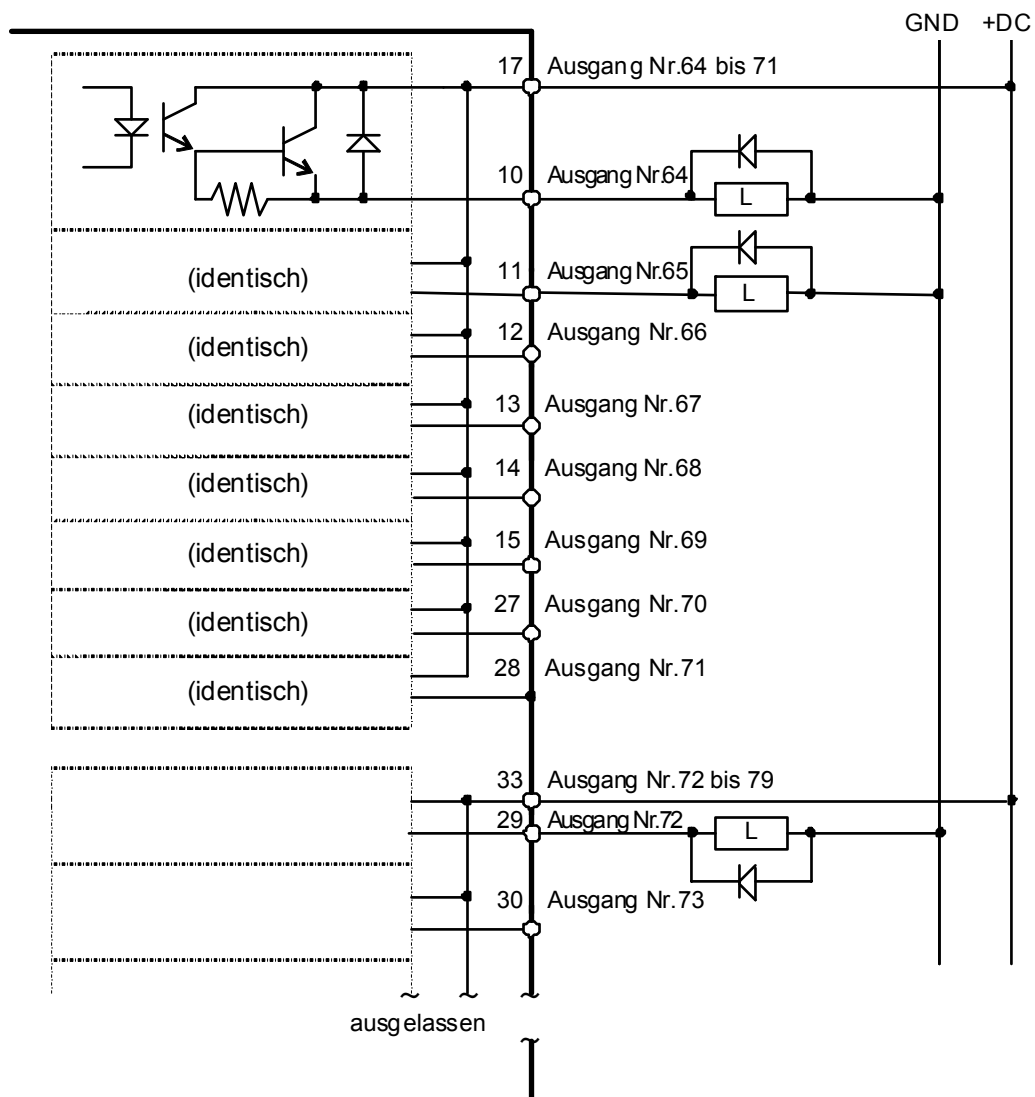 GND +DC
17 Ausgang Nr.64 bis 71
10 Ausgang Nr.64
L
(identisch) 11 Ausgang Nr.65
L
(identisch) 12 Ausgang Nr.66
(identisch) 13 Ausgang Nr.67
(identisch) 14 Ausgang Nr.68
(identisch) 15 Ausgang Nr.69
(identisch) 27 Ausgang Nr.70
(identisch) 28 Ausgang Nr.71
33 Ausgang Nr.72 bis 79
29 Ausgang Nr.72
L
30 Ausgang Nr.73
ausgelassen